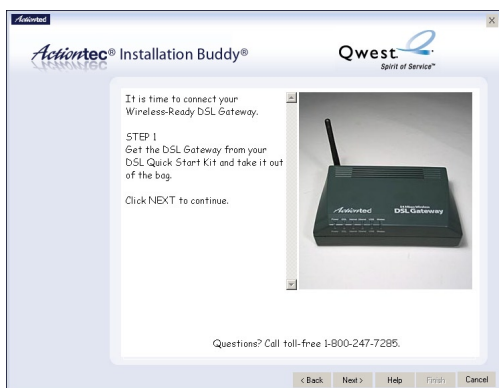 Actiontec
Actiontec® Installation Buddy®
Qwest.
Spirit of Service™
It is time to connect your
Wireless-Ready DSL Gateway.
STEP 1
Get the DSL Gateway from your
DSL Quick Start Kit and take it out
of the bag.
Click NEXT to continue.
Actiontec
DSL Gateway
Questions? Call toll-free 1-800-247-7285.
< Back Next > Help Finish Cancel